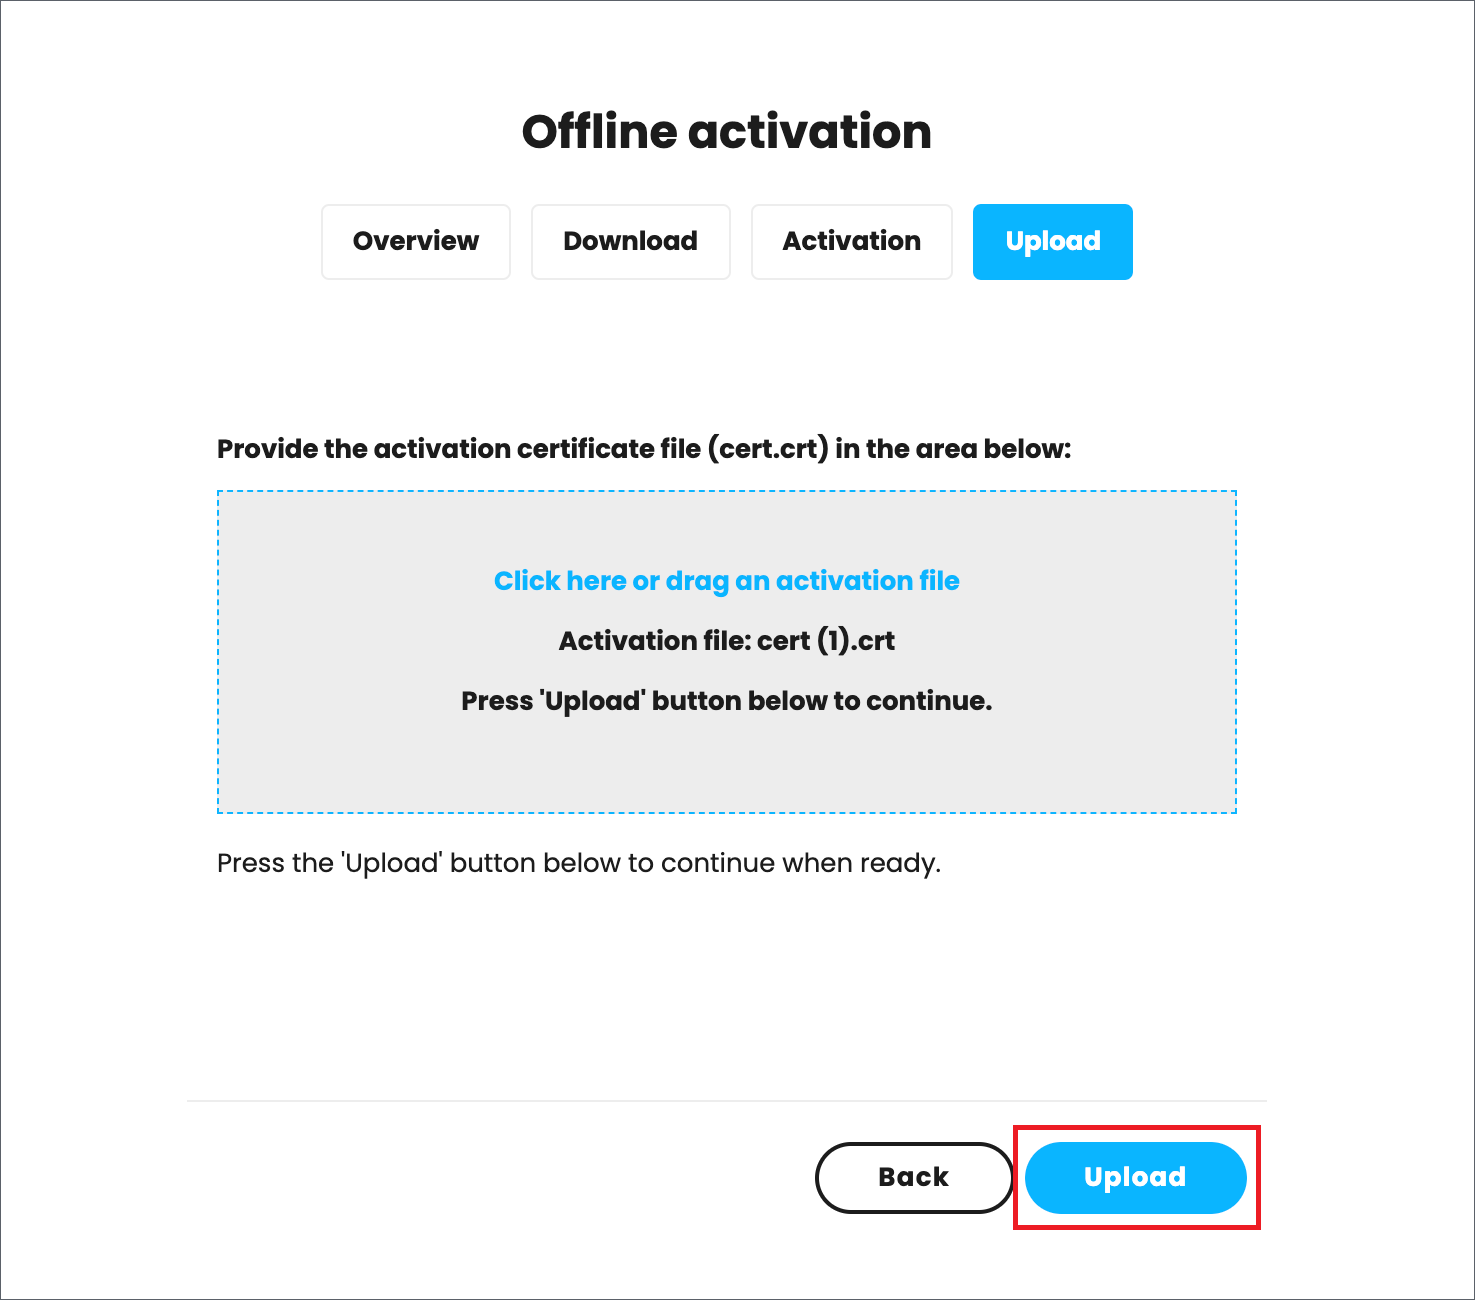 Offline activation
Overview Download Activation Upload
Provide the activation certificate file (cert.crt) in the area below:
Click here or drag an activation file
Activation file: cert (1).crt
Press 'Upload' button below to continue.
Press the 'Upload' button below to continue when ready.
Back Upload